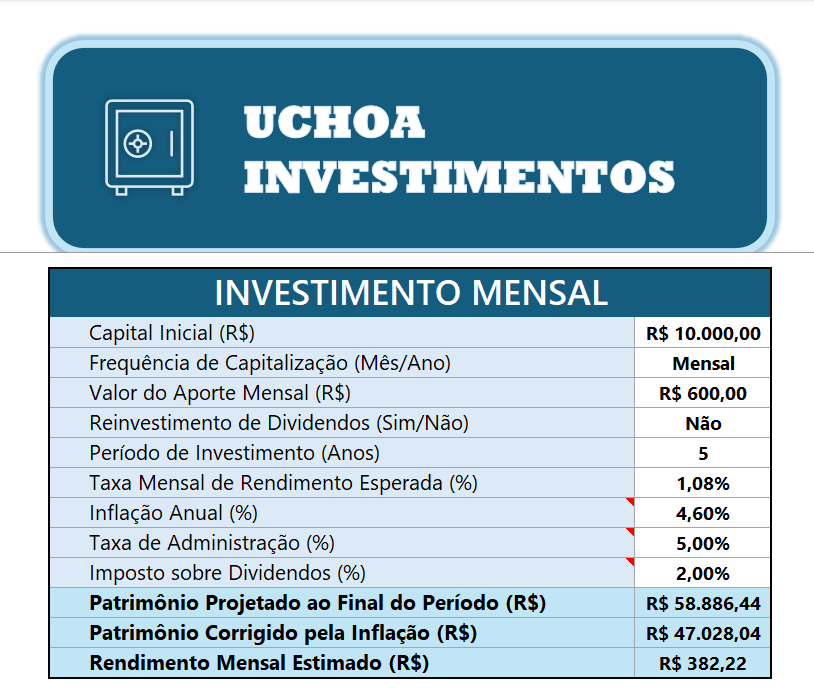 UCHOA
INVESTIMENTOS
INVESTIMENTO MENSAL
Capital Inicial (R$) R$ 10.000,00
Frequência de Capitalização (Mês/Ano) Mensal
Valor do Aporte Mensal (R$) R$ 600,00
Reinvestimento de Dividendos (Sim/Não) Não
Período de Investimento (Anos) 5
Taxa Mensal de Rendimento Esperada (%) 1,08%
Inflação Anual (%) 4,60%
Taxa de Administração (%) 5,00%
Imposto sobre Dividendos (%) 2,00%
Patrimônio Projetado ao Final do Período (R$) R$ 58.886,44
Patrimônio Corrigido pela Inflação (R$) R$ 47.028,04
Rendimento Mensal Estimado (R$) R$ 382,22